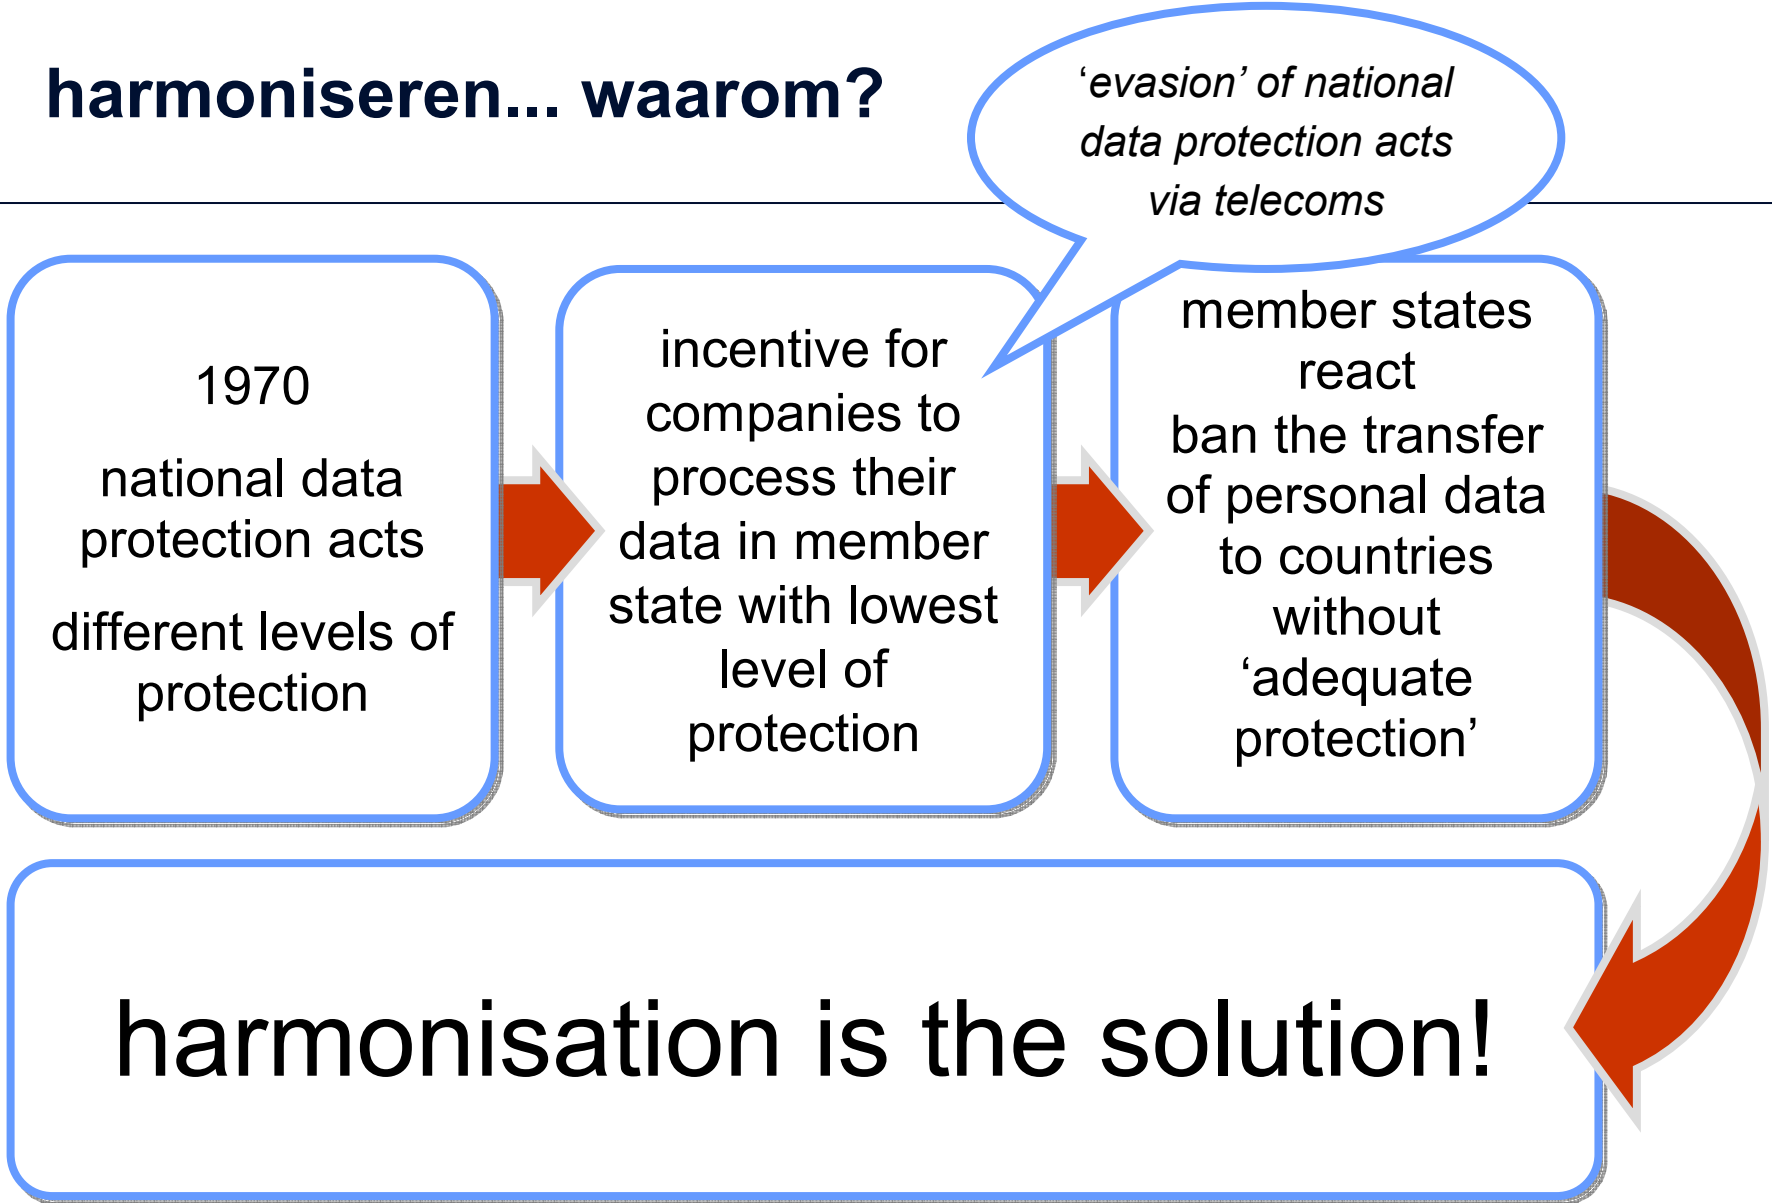 harmoniseren... waarom?
‘evasion’ of national
data protection acts
via telecoms
1970
national data
protection acts
different levels of
protection
incentive for
companies to
process their
data in member
state with lowest
level of
protection
member states
react
ban the transfer
of personal data
to countries
without
‘adequate
protection’
harmonisation is the solution!